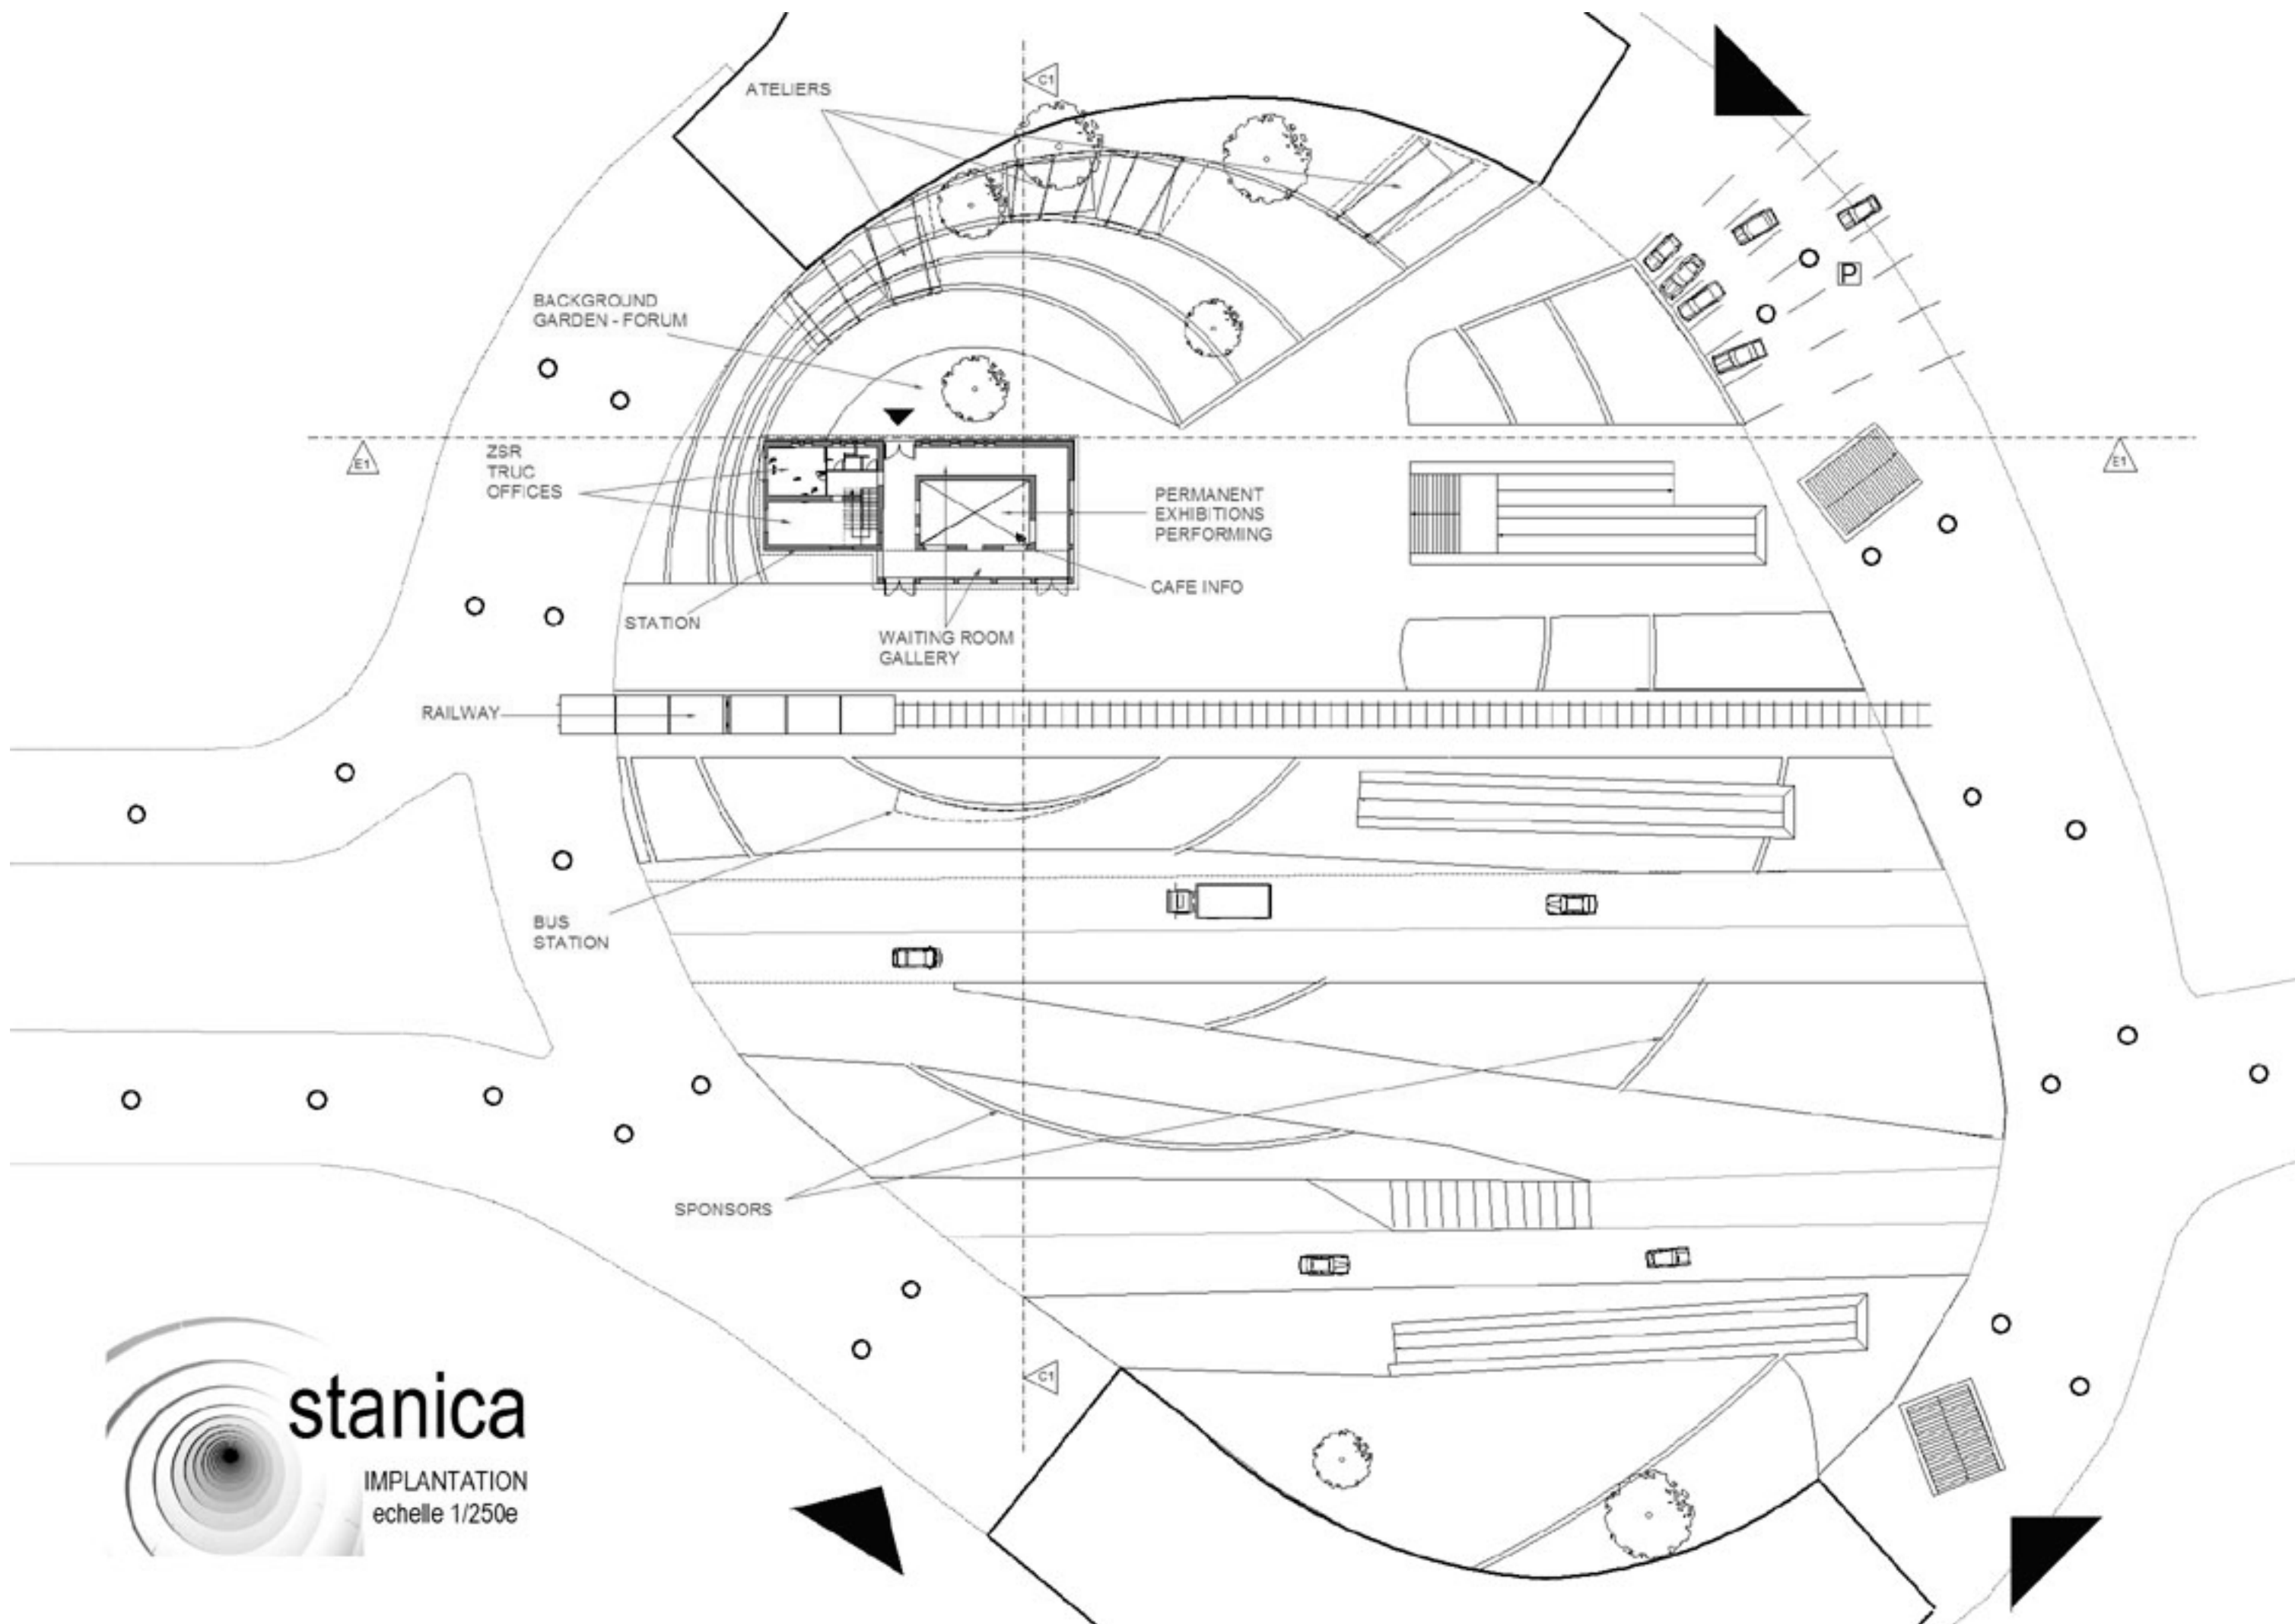 C1
ATELIERS
P
BACKGROUND
GARDEN - FORUM
E1
ZSR
TRUC
OFFICES
E1
PERMANENT
EXHIBITIONS
PERFORMING
CAFE INFO
STATION
WAITING ROOM
GALLERY
RAILWAY
BUS
STATION
SPONSORS
C1
stanica
IMPLANTATION
echelle 1/250e